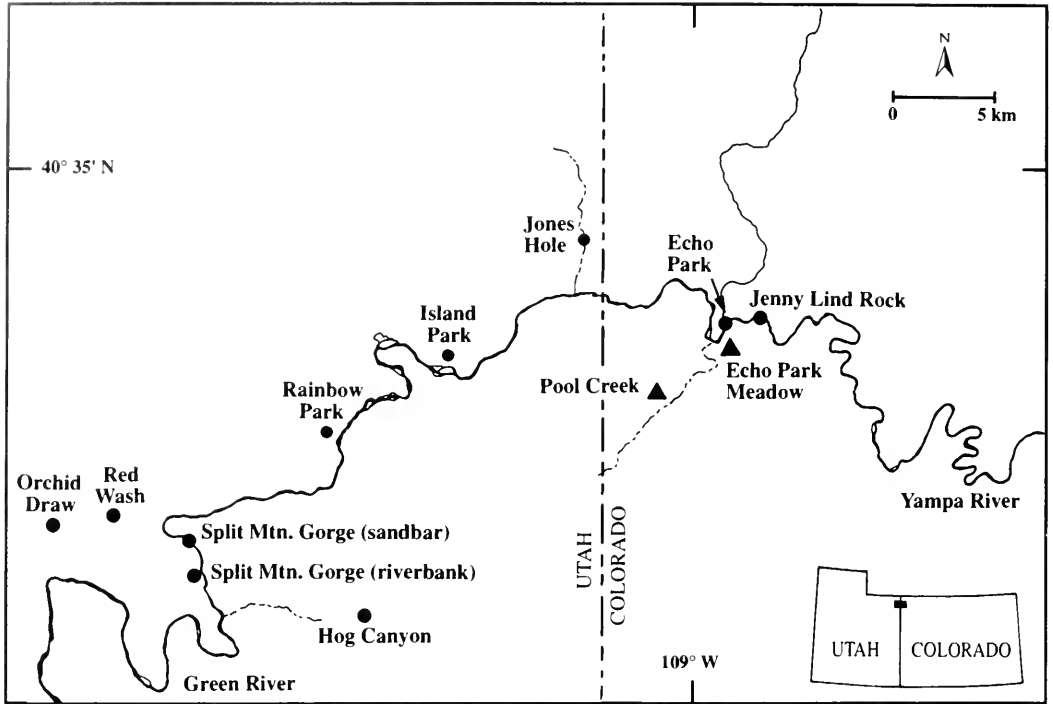 N
0 5 km
40° 35' N
Jones
Hole
Echo
Park
Jenny Lind Rock
Island
Park
Echo Park
Meadow
Pool Creek
Rainbow
Park
Orchid
Draw
Red
Wash
Yampa River
Split Mtn. Gorge (sandbar)
Split Mtn. Gorge (riverbank)
UTAH
COLORADO
Hog Canyon
Green River
109° W
UTAH
COLORADO